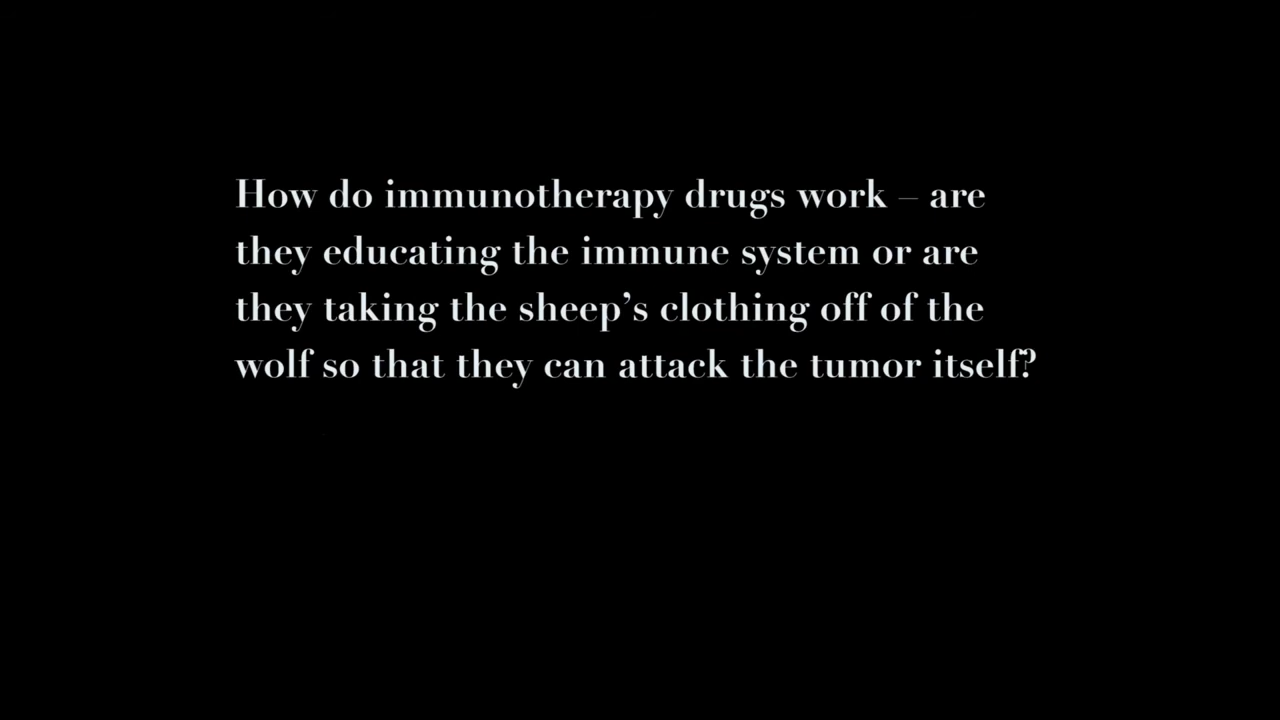 How do immunotherapy drugs work – are
they educating the immune system or are
they taking the sheep’s clothing off of the
wolf so that they can attack the tumor itself?